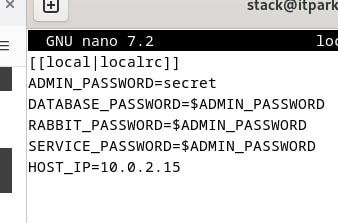 stack@itpark
GNU nano 7.2 loc
[[local|localrc]]
ADMIN_PASSWORD=secret
DATABASE_PASSWORD=$ADMIN_PASSWORD
RABBIT_PASSWORD=$ADMIN_PASSWORD
SERVICE_PASSWORD=$ADMIN_PASSWORD
HOST_IP=10.0.2.15